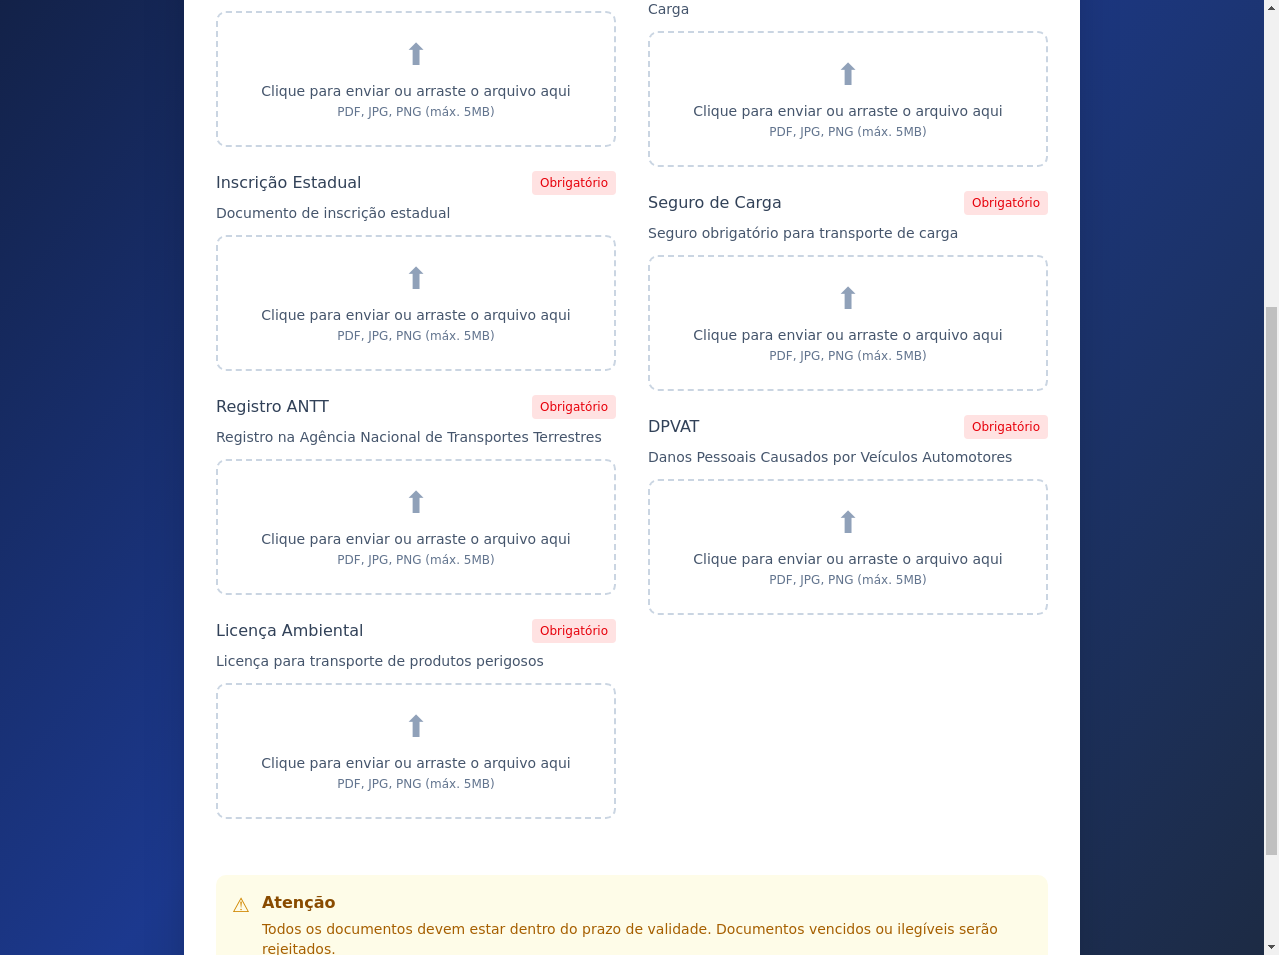 Clique para enviar ou arraste o arquivo aqui
PDF, JPG, PNG (máx. 5MB)
Inscrição Estadual
Obrigatório
Documento de inscrição estadual
Clique para enviar ou arraste o arquivo aqui
PDF, JPG, PNG (máx. 5MB)
Registro ANTT
Obrigatório
Registro na Agência Nacional de Transportes Terrestres
Clique para enviar ou arraste o arquivo aqui
PDF, JPG, PNG (máx. 5MB)
Licença Ambiental
Obrigatório
Licença para transporte de produtos perigosos
Clique para enviar ou arraste o arquivo aqui
PDF, JPG, PNG (máx. 5MB)
Carga
Clique para enviar ou arraste o arquivo aqui
PDF, JPG, PNG (máx. 5MB)
Seguro de Carga
Obrigatório
Seguro obrigatório para transporte de carga
Clique para enviar ou arraste o arquivo aqui
PDF, JPG, PNG (máx. 5MB)
DPVAT
Obrigatório
Danos Pessoais Causados por Veículos Automotores
Clique para enviar ou arraste o arquivo aqui
PDF, JPG, PNG (máx. 5MB)
Atenção
Todos os documentos devem estar dentro do prazo de validade. Documentos vencidos ou ilegíveis serão
rejeitados.